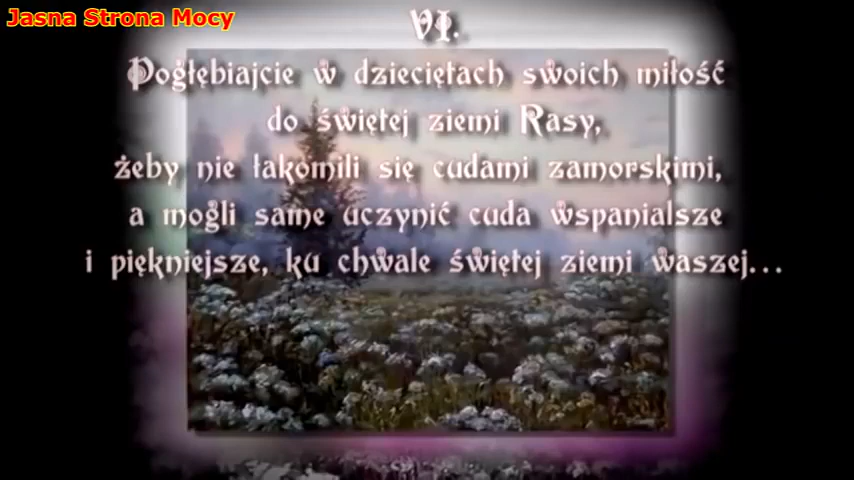 Jasna Strona Mocy
VI.
Pogłębiajcie w dzieciętach swoich miłość
do świętej ziemi Rasy,
żeby nie łakomili się cudami zamorskimi,
a mogli same uczynić cuda wspanialsze
i piękniejsze, ku chwale świętej ziemi waszej...